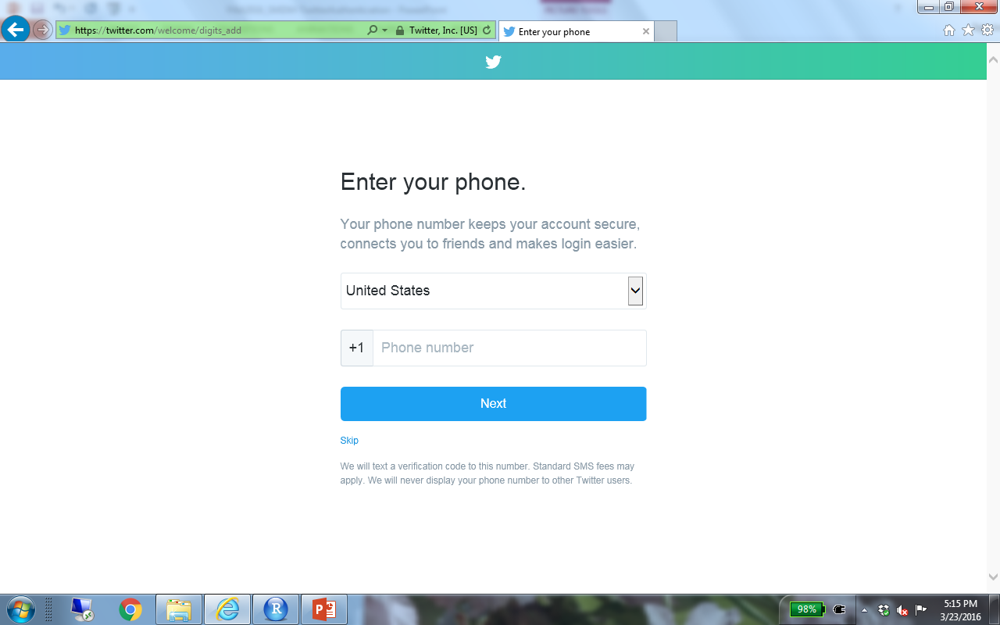 https://twitter.com/welcome/digits_add
Twitter, Inc. [US]
Enter your phone
Enter your phone.
Your phone number keeps your account secure,
connects you to friends and makes login easier.
United States
+1 Phone number
Next
Skip
We will text a verification code to this number. Standard SMS fees may
apply. We will never display your phone number to other Twitter users.
R
P
98%
5:15 PM
3/23/2016